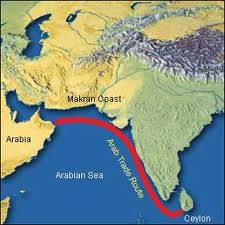 Makran Coast
Arabia
Arab Trade Route
Arabian Sea
Ceylon